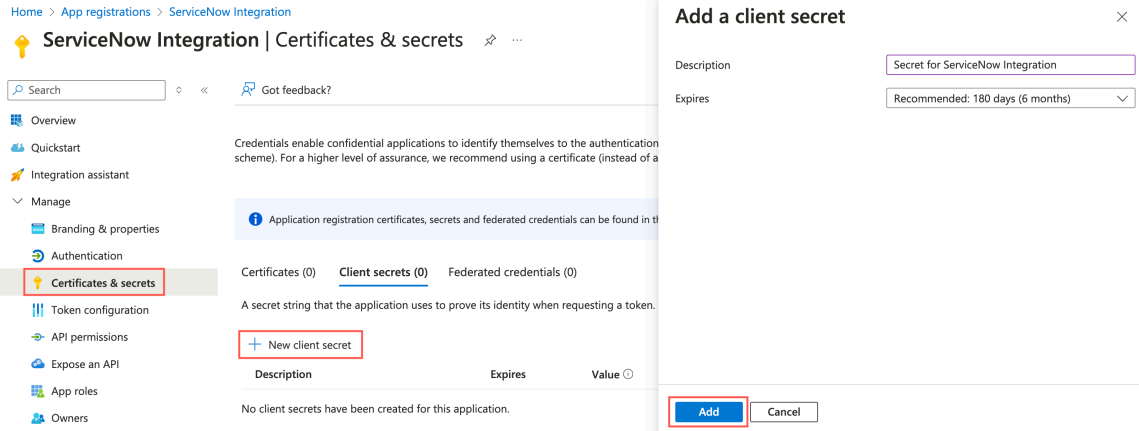 Home > App registrations > ServiceNow Integration
ServiceNow Integration | Certificates & secrets
Search
Overview
Quickstart
Integration assistant
Manage
Branding & properties
Authentication
Certificates & secrets
Token configuration
API permissions
Expose an API
App roles
Owners
Got feedback?
Credentials enable confidential applications to identify themselves to the authentication
scheme). For a higher level of assurance, we recommend using a certificate (instead of a
Application registration certificates, secrets and federated credentials can be found in th
Certificates (0) Client secrets (0) Federated credentials (0)
A secret string that the application uses to prove its identity when requesting a token.
New client secret
Description Expires Value
No client secrets have been created for this application.
Add a client secret
Description Secret for ServiceNow Integration
Expires Recommended: 180 days (6 months)
Add Cancel